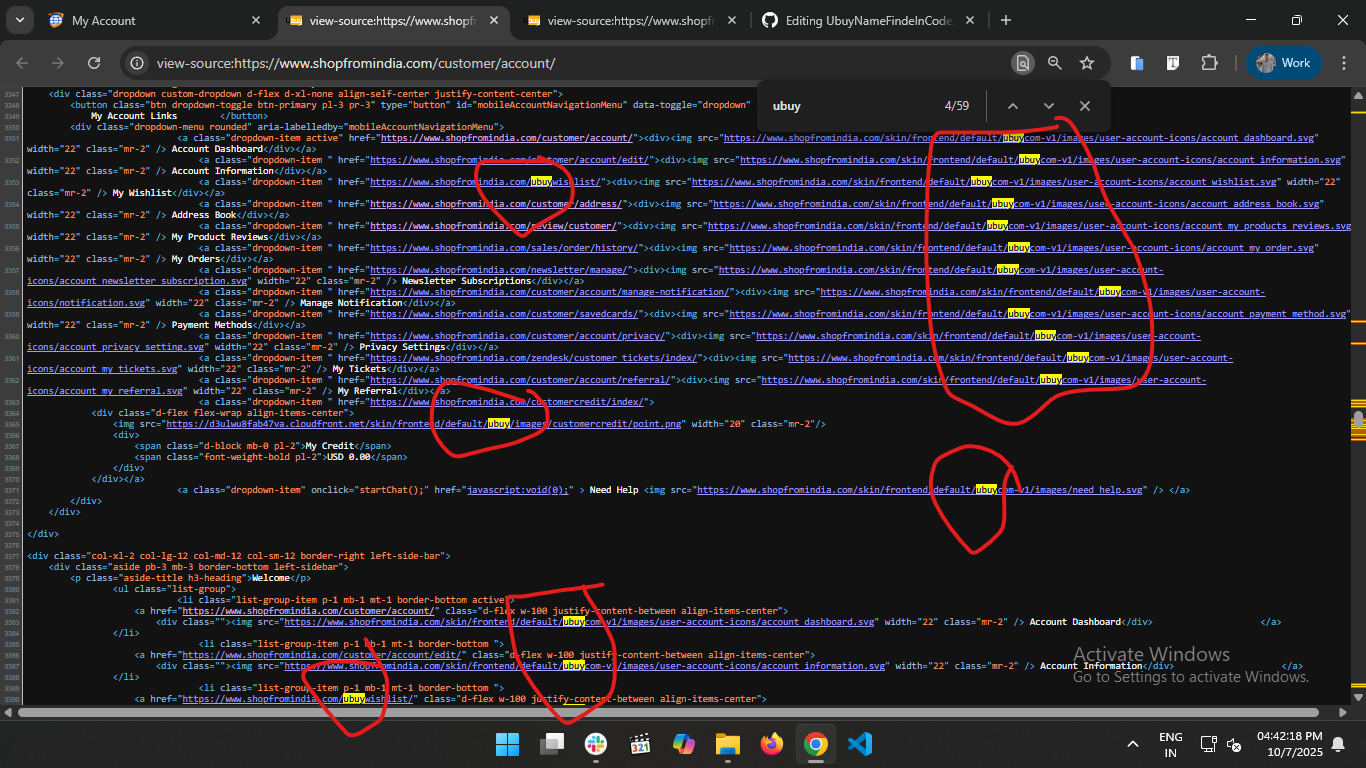 My Account
view-source:https://www.shopf
view-source:https://www.shopf
Editing UbuyNameFindeInCode
view-source:https://www.shopfromindia.com/customer/account/
Work
ubuy
4/59
3347 <div class="dropdown custom-dropdown d-flex d-xl-none align-self-center justify-content-center">
3348 <button class="btn dropdown-toggle btn-primary pl-3 pr-3" type="button" id="mobileAccountNavigationMenu" data-toggle="dropdown"
3349 My Account Links </button>
3350 <div class="dropdown-menu rounded" aria-labelledby="mobileAccountNavigationMenu">
3351 <a class="dropdown-item active" href="https://www.shopfromindia.com/customer/account/"><div><img src="https://www.shopfromindia.com/skin/frontend/default/ubuycom-v1/images/user-account-icons/account_dashboard.svg"
width="22" class="mr-2" /> Account Dashboard</div></a>
3352 <a class="dropdown-item " href="https://www.shopfromindia.com/customer/account/edit/"><div><img src="https://www.shopfromindia.com/skin/frontend/default/ubuycom-v1/images/user-account-icons/account_information.svg"
width="22" class="mr-2" /> Account Information</div></a>
3353 <a class="dropdown-item " href="https://www.shopfromindia.com/ubuywishlist/"><div><img src="https://www.shopfromindia.com/skin/frontend/default/ubuycom-v1/images/user-account-icons/account_wishlist.svg" width="22"
class="mr-2" /> My Wishlist</div></a>
3354 <a class="dropdown-item " href="https://www.shopfromindia.com/customer/address/"><div><img src="https://www.shopfromindia.com/skin/frontend/default/ubuycom-v1/images/user-account-icons/account_address_book.svg"
width="22" class="mr-2" /> Address Book</div></a>
3355 <a class="dropdown-item " href="https://www.shopfromindia.com/review/customer/"><div><img src="https://www.shopfromindia.com/skin/frontend/default/ubuycom-v1/images/user-account-icons/account_my_products_reviews.svg"
width="22" class="mr-2" /> My Product Reviews</div></a>
3356 <a class="dropdown-item " href="https://www.shopfromindia.com/sales/order/history/"><div><img src="https://www.shopfromindia.com/skin/frontend/default/ubuycom-v1/images/user-account-icons/account_my_order.svg"
width="22" class="mr-2" /> My Orders</div></a>
3357 <a class="dropdown-item " href="https://www.shopfromindia.com/newsletter/manage/"><div><img src="https://www.shopfromindia.com/skin/frontend/default/ubuycom-v1/images/user-account-
icons/account_newsletter_subscription.svg" width="22" class="mr-2" /> Newsletter Subscriptions</div></a>
3358 <a class="dropdown-item " href="https://www.shopfromindia.com/customer/account/manage-notification/"><div><img src="https://www.shopfromindia.com/skin/frontend/default/ubuycom-v1/images/user-account-
icons/notification.svg" width="22" class="mr-2" /> Manage Notification</div></a>
3359 <a class="dropdown-item " href="https://www.shopfromindia.com/customer/savedcards/"><div><img src="https://www.shopfromindia.com/skin/frontend/default/ubuycom-v1/images/user-account-icons/account_payment_method.svg"
width="22" class="mr-2" /> Payment Methods</div></a>
3360 <a class="dropdown-item " href="https://www.shopfromindia.com/customer/account/privacy/"><div><img src="https://www.shopfromindia.com/skin/frontend/default/ubuycom-v1/images/user-account-
icons/account_privacy_setting.svg" width="22" class="mr-2" /> Privacy Settings</div></a>
3361 <a class="dropdown-item " href="https://www.shopfromindia.com/zendesk/customer_tickets/index/"><div><img src="https://www.shopfromindia.com/skin/frontend/default/ubuycom-v1/images/user-account-
icons/account_my_tickets.svg" width="22" class="mr-2" /> My Tickets</div></a>
3362 <a class="dropdown-item " href="https://www.shopfromindia.com/customer/account/referral/"><div><img src="https://www.shopfromindia.com/skin/frontend/default/ubuycom-v1/images/user-account-
icons/account_my_referral.svg" width="22" class="mr-2" /> My Referral</div></a>
3363 <a class="dropdown-item " href="https://www.shopfromindia.com/customercredit/index/">
3364 <div class="d-flex flex-wrap align-items-center">
3365 <img src="https://d3ulwu8fab47va.cloudfront.net/skin/frontend/default/ubuy/images/customercredit/point.png" width="20" class="mr-2"/>
3366 <div>
3367 <span class="d-block mb-0 pl-2">My Credit</span>
3368 <span class="font-weight-bold pl-2">USD 0.00</span>
3369 </div>
3370 </div></a>
3371 <a class="dropdown-item" onclick="startChat();" href="javascript:void(0);" > Need Help <img src="https://www.shopfromindia.com/skin/frontend/default/ubuycom-v1/images/need_help.svg" /> </a>
3372 </div>
3373 </div>
3374
3375 </div>
3376
3377 <div class="col-xl-2 col-lg-12 col-md-12 col-sm-12 border-right left-side-bar">
3378 <div class="aside pb-3 mb-3 border-bottom left-sidebar">
3379 <p class="aside-title h3-heading">Welcome</p>
3380 <ul class="list-group">
3381 <li class="list-group-item p-1 mb-1 mt-1 border-bottom active">
3382 <a href="https://www.shopfromindia.com/customer/account/" class="d-flex w-100 justify-content-between align-items-center">
3383 <div class=""><img src="https://www.shopfromindia.com/skin/frontend/default/ubuycom-v1/images/user-account-icons/account_dashboard.svg" width="22" class="mr-2" /> Account Dashboard</div> </a>
3384 </li>
3385 <li class="list-group-item p-1 mb-1 mt-1 border-bottom ">
3386 <a href="https://www.shopfromindia.com/customer/account/edit/" class="d-flex w-100 justify-content-between align-items-center">
3387 <div class=""><img src="https://www.shopfromindia.com/skin/frontend/default/ubuycom-v1/images/user-account-icons/account_information.svg" width="22" class="mr-2" /> Account Information</div> </a>
3388 </li>
3389 <li class="list-group-item p-1 mb-1 mt-1 border-bottom ">
3390 <a href="https://www.shopfromindia.com/ubuywishlist/" class="d-flex w-100 justify-content-between align-items-center">
Activate Windows
Go to Settings to activate Windows.
ENG
IN
04:42:18 PM
10/7/2025